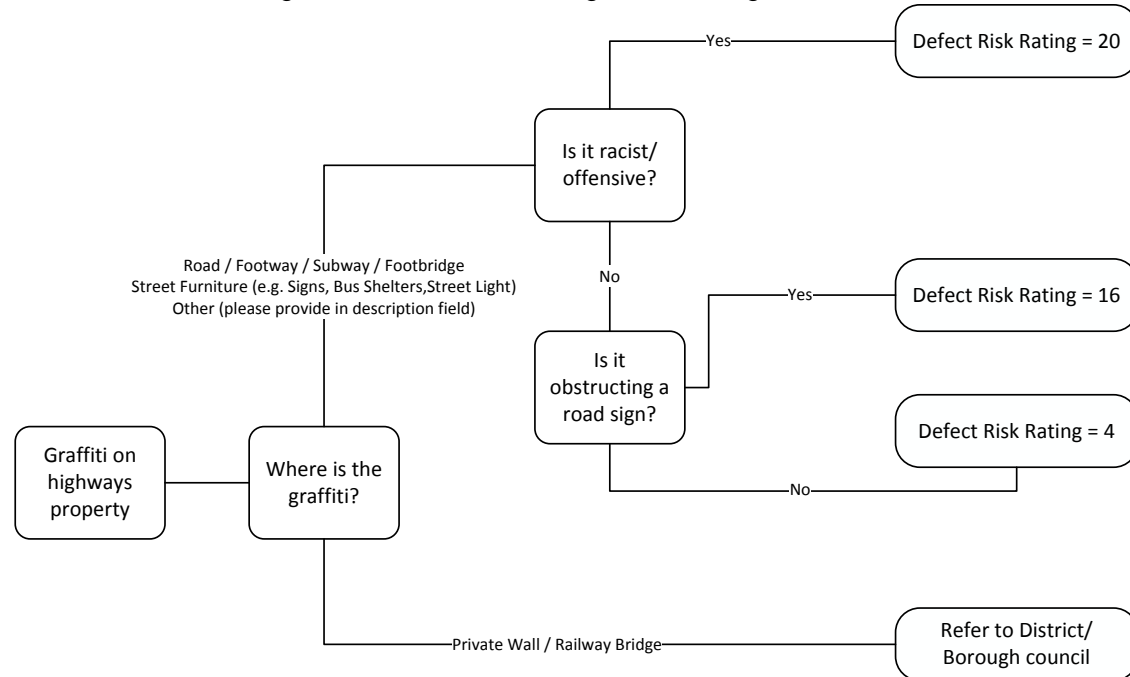 Yes
Defect Risk Rating = 20
Is it racist/
offensive?
Road / Footway / Subway / Footbridge
Street Furniture (e.g. Signs, Bus Shelters,Street Light)
Other (please provide in description field)
No
Yes
Defect Risk Rating = 16
Is it
obstructing a
road sign?
Defect Risk Rating = 4
No
Graffiti on
highways
property
Where is the
graffiti?
Private Wall / Railway Bridge
Refer to District/
Borough council